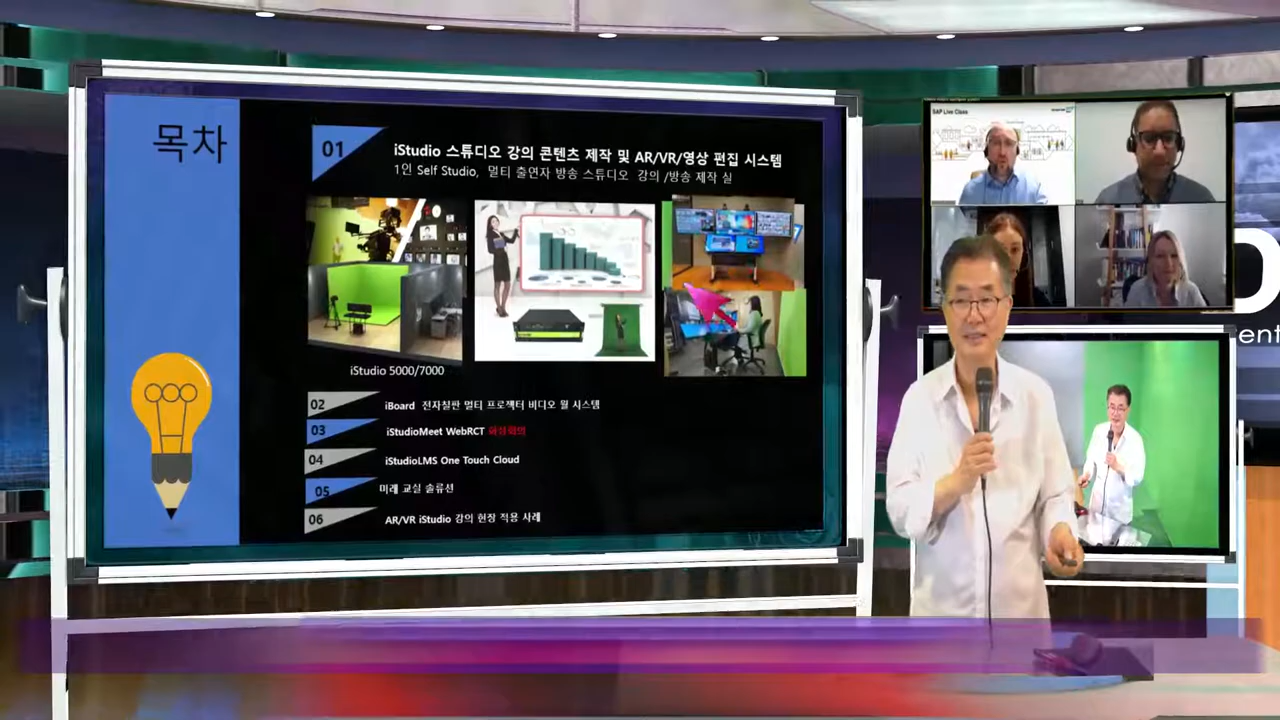 목차
01
iStudio 스튜디오 강의 콘텐츠 제작 및 AR/VR/영상 편집 시스템
1인 Self Studio, 멀티 출연자 방송 스튜디오 강의 /방송 제작 실
iStudio 5000/7000
02 iBoard 전자칠판 멀티 프로젝터 비디오 월 시스템
03 iStudioMeet WebRCT 화상회의
04 iStudioLMS One Touch Cloud
05 미래 교실 솔류션
06 AR/VR iStudio 강의 현장 적용 사례
SAP Live Class
ent